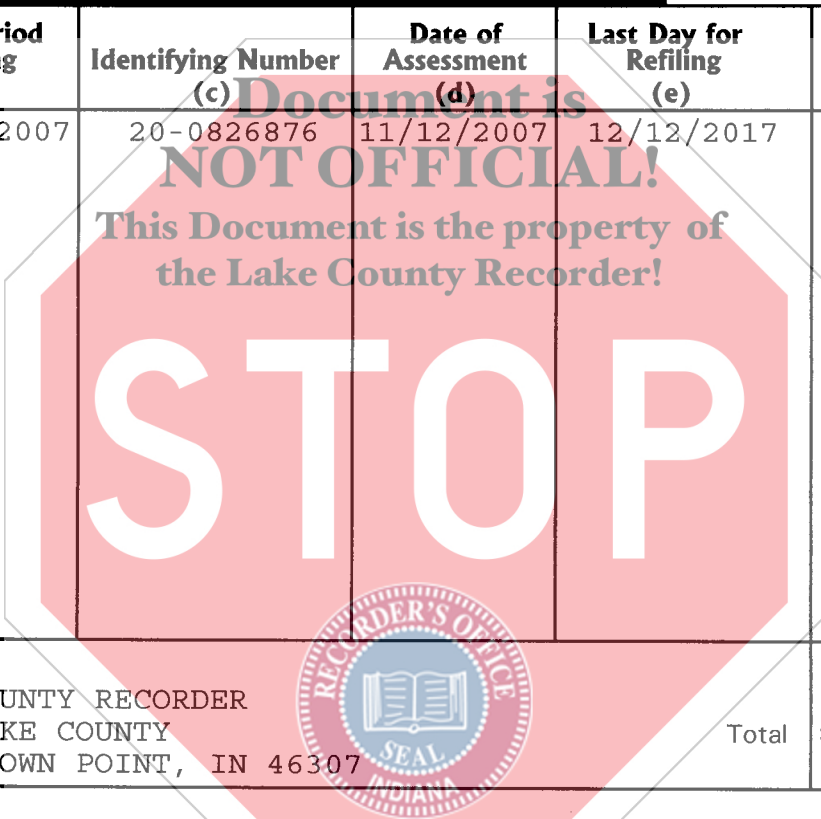 riod
g
Identifying Number
(c)
Date of
Assessment
(d)
Last Day for
Refiling
(e)
2007 20-0826876 11/12/2007 12/12/2017
Document is
NOT OFFICIAL!
This Document is the property of
the Lake County Recorder!
STOP
RECORDER'S OFFICE
SEAL
INDIANA
UNTY RECORDER
KE COUNTY
OWN POINT, IN 46307
Total